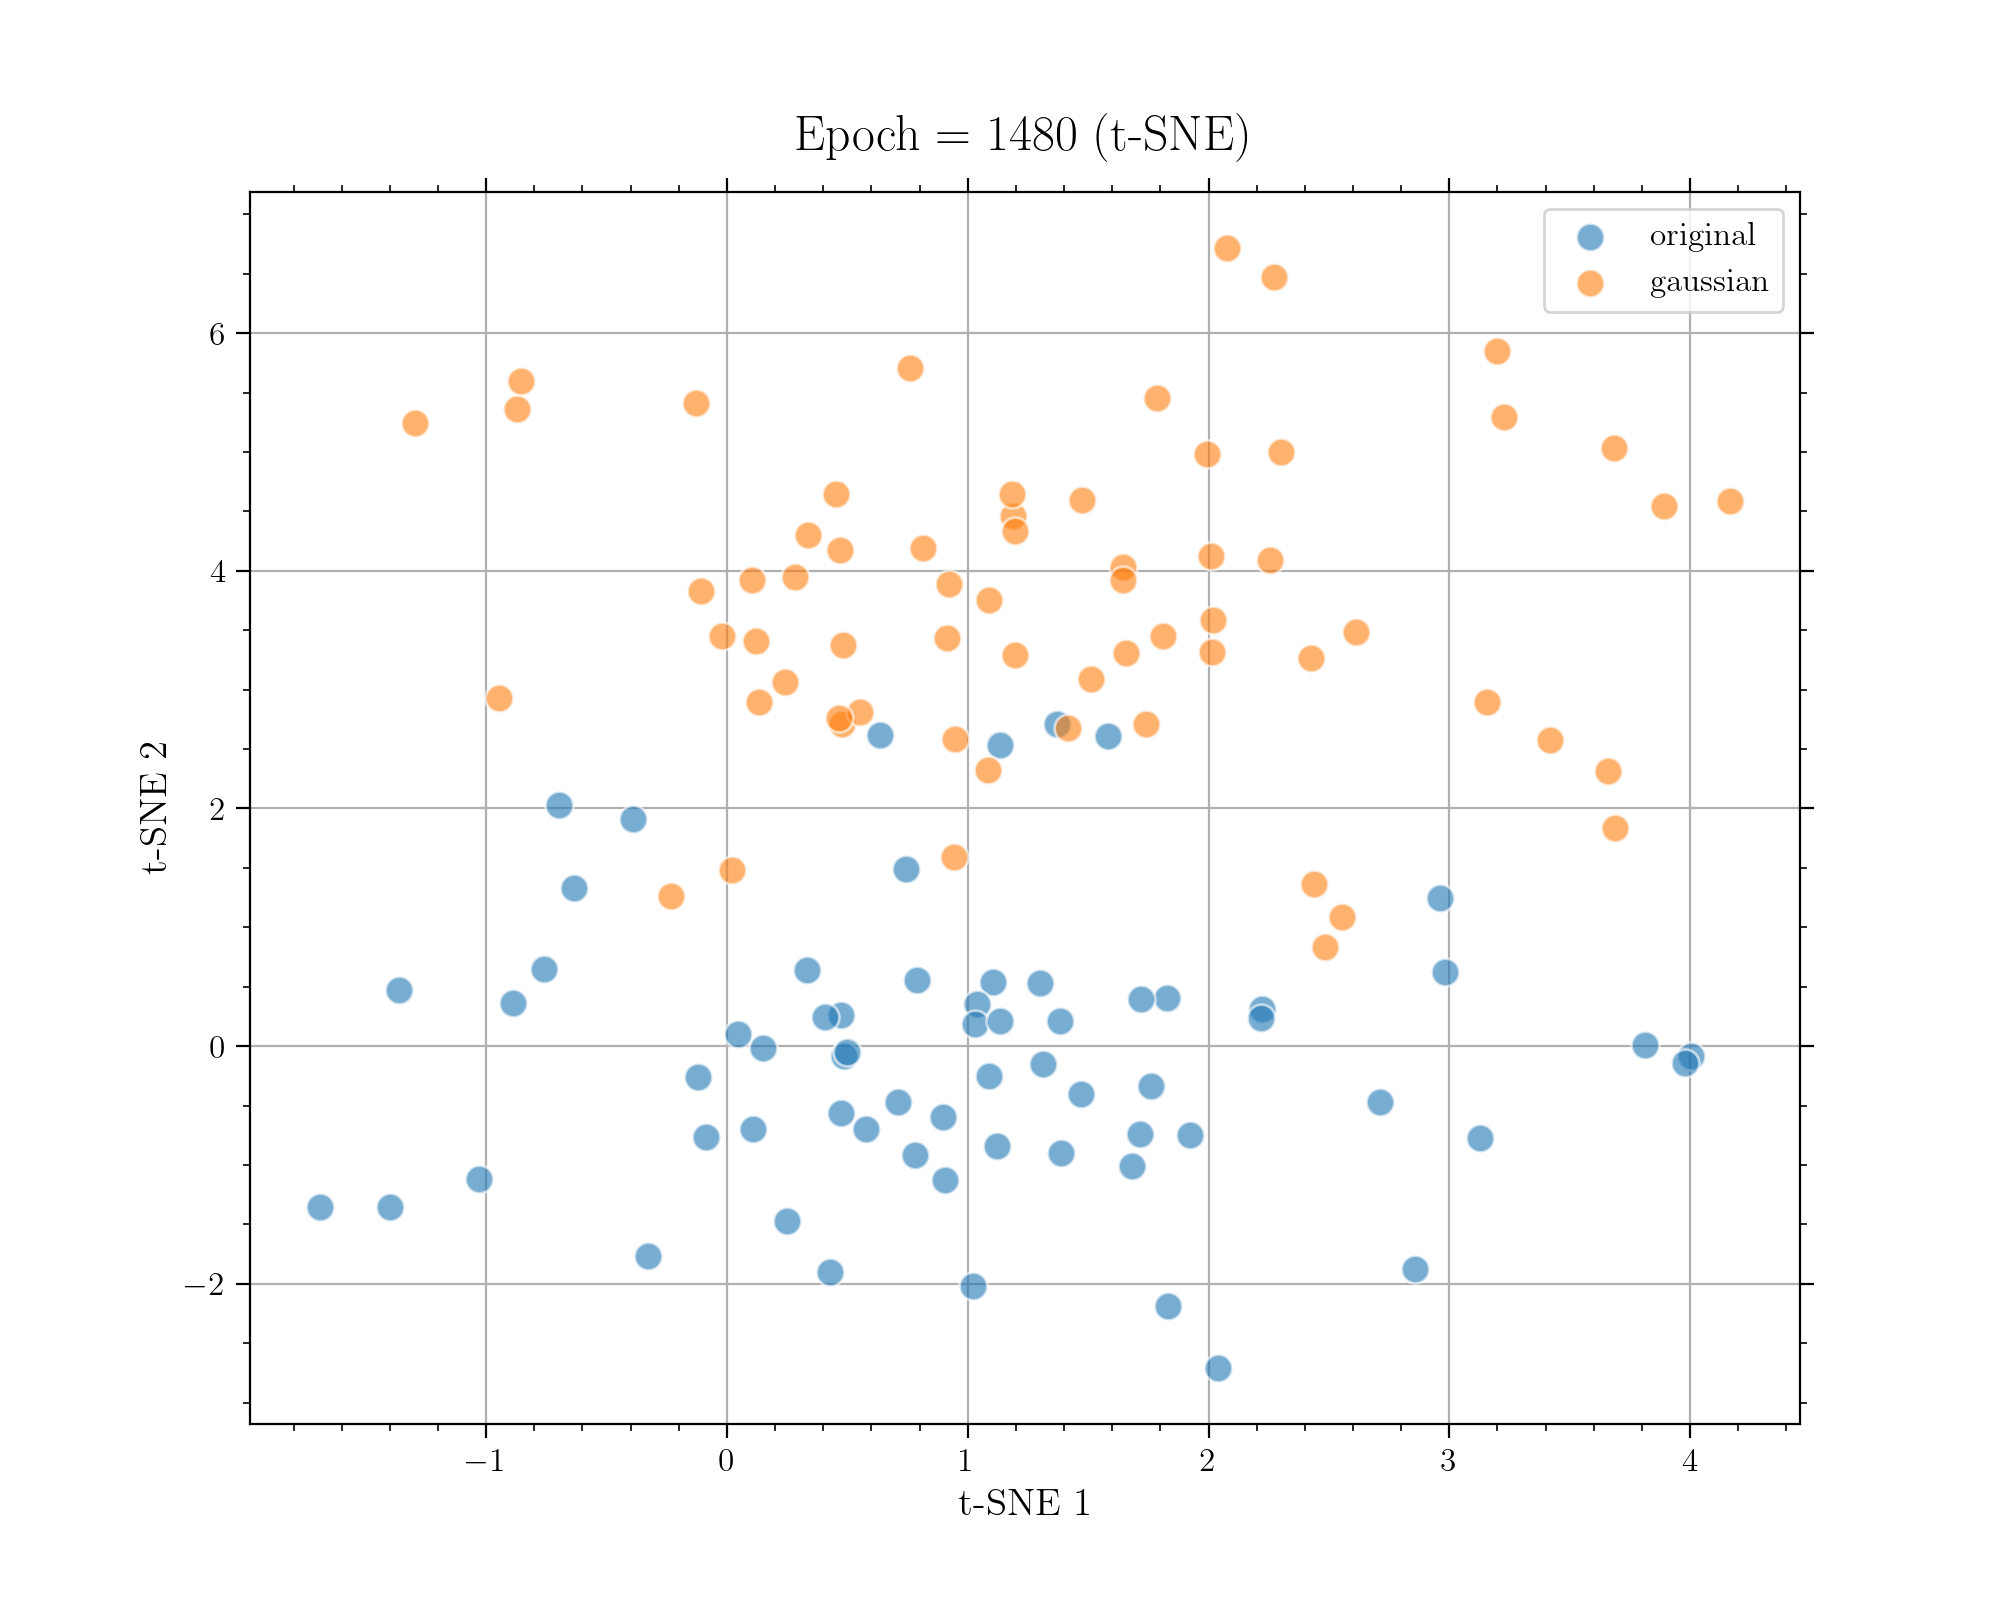 Epoch = 1480 (t-SNE)
original
gaussian
6
4
2
0
−2
t-SNE 2
−1
0
1
2
3
4
t-SNE 1